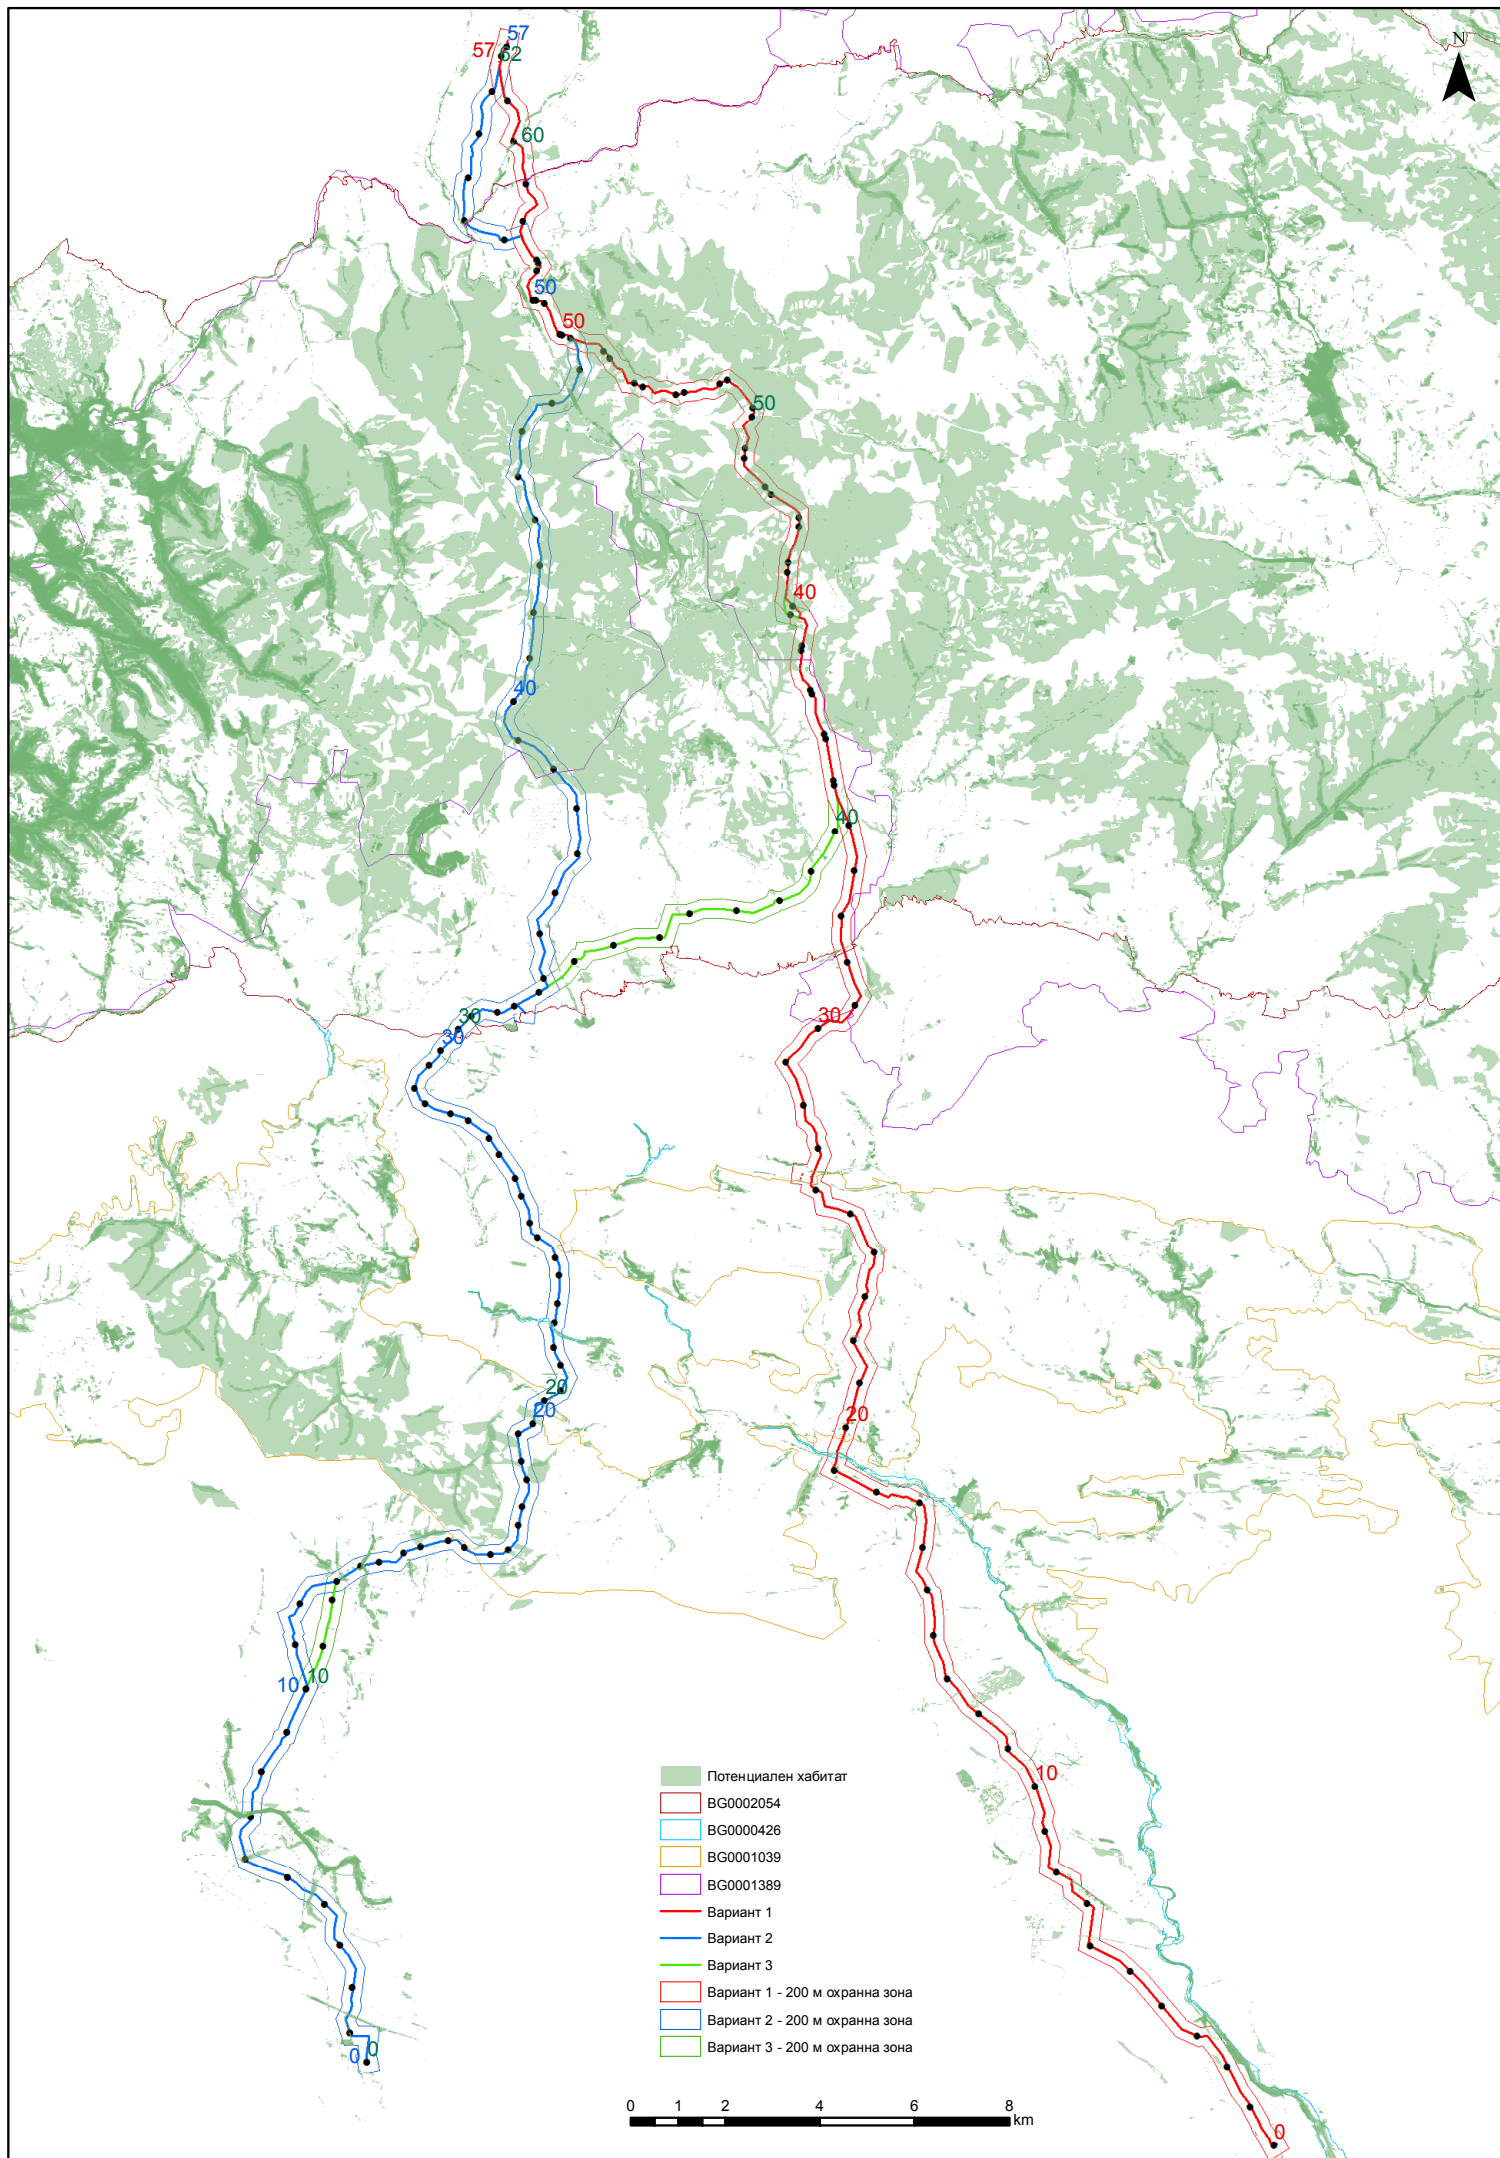 57
57
62
N
60
50
50
50
40
40
40
30
30
30
20
20
20
10
10
10
Потенциален хабитат
BG0002054
BG0000426
BG0001039
BG0001389
Вариант 1
Вариант 2
Вариант 3
Вариант 1 - 200 м охранна зона
Вариант 2 - 200 м охранна зона
Вариант 3 - 200 м охранна зона
0 0
0 1 2 4 6 8
km
0